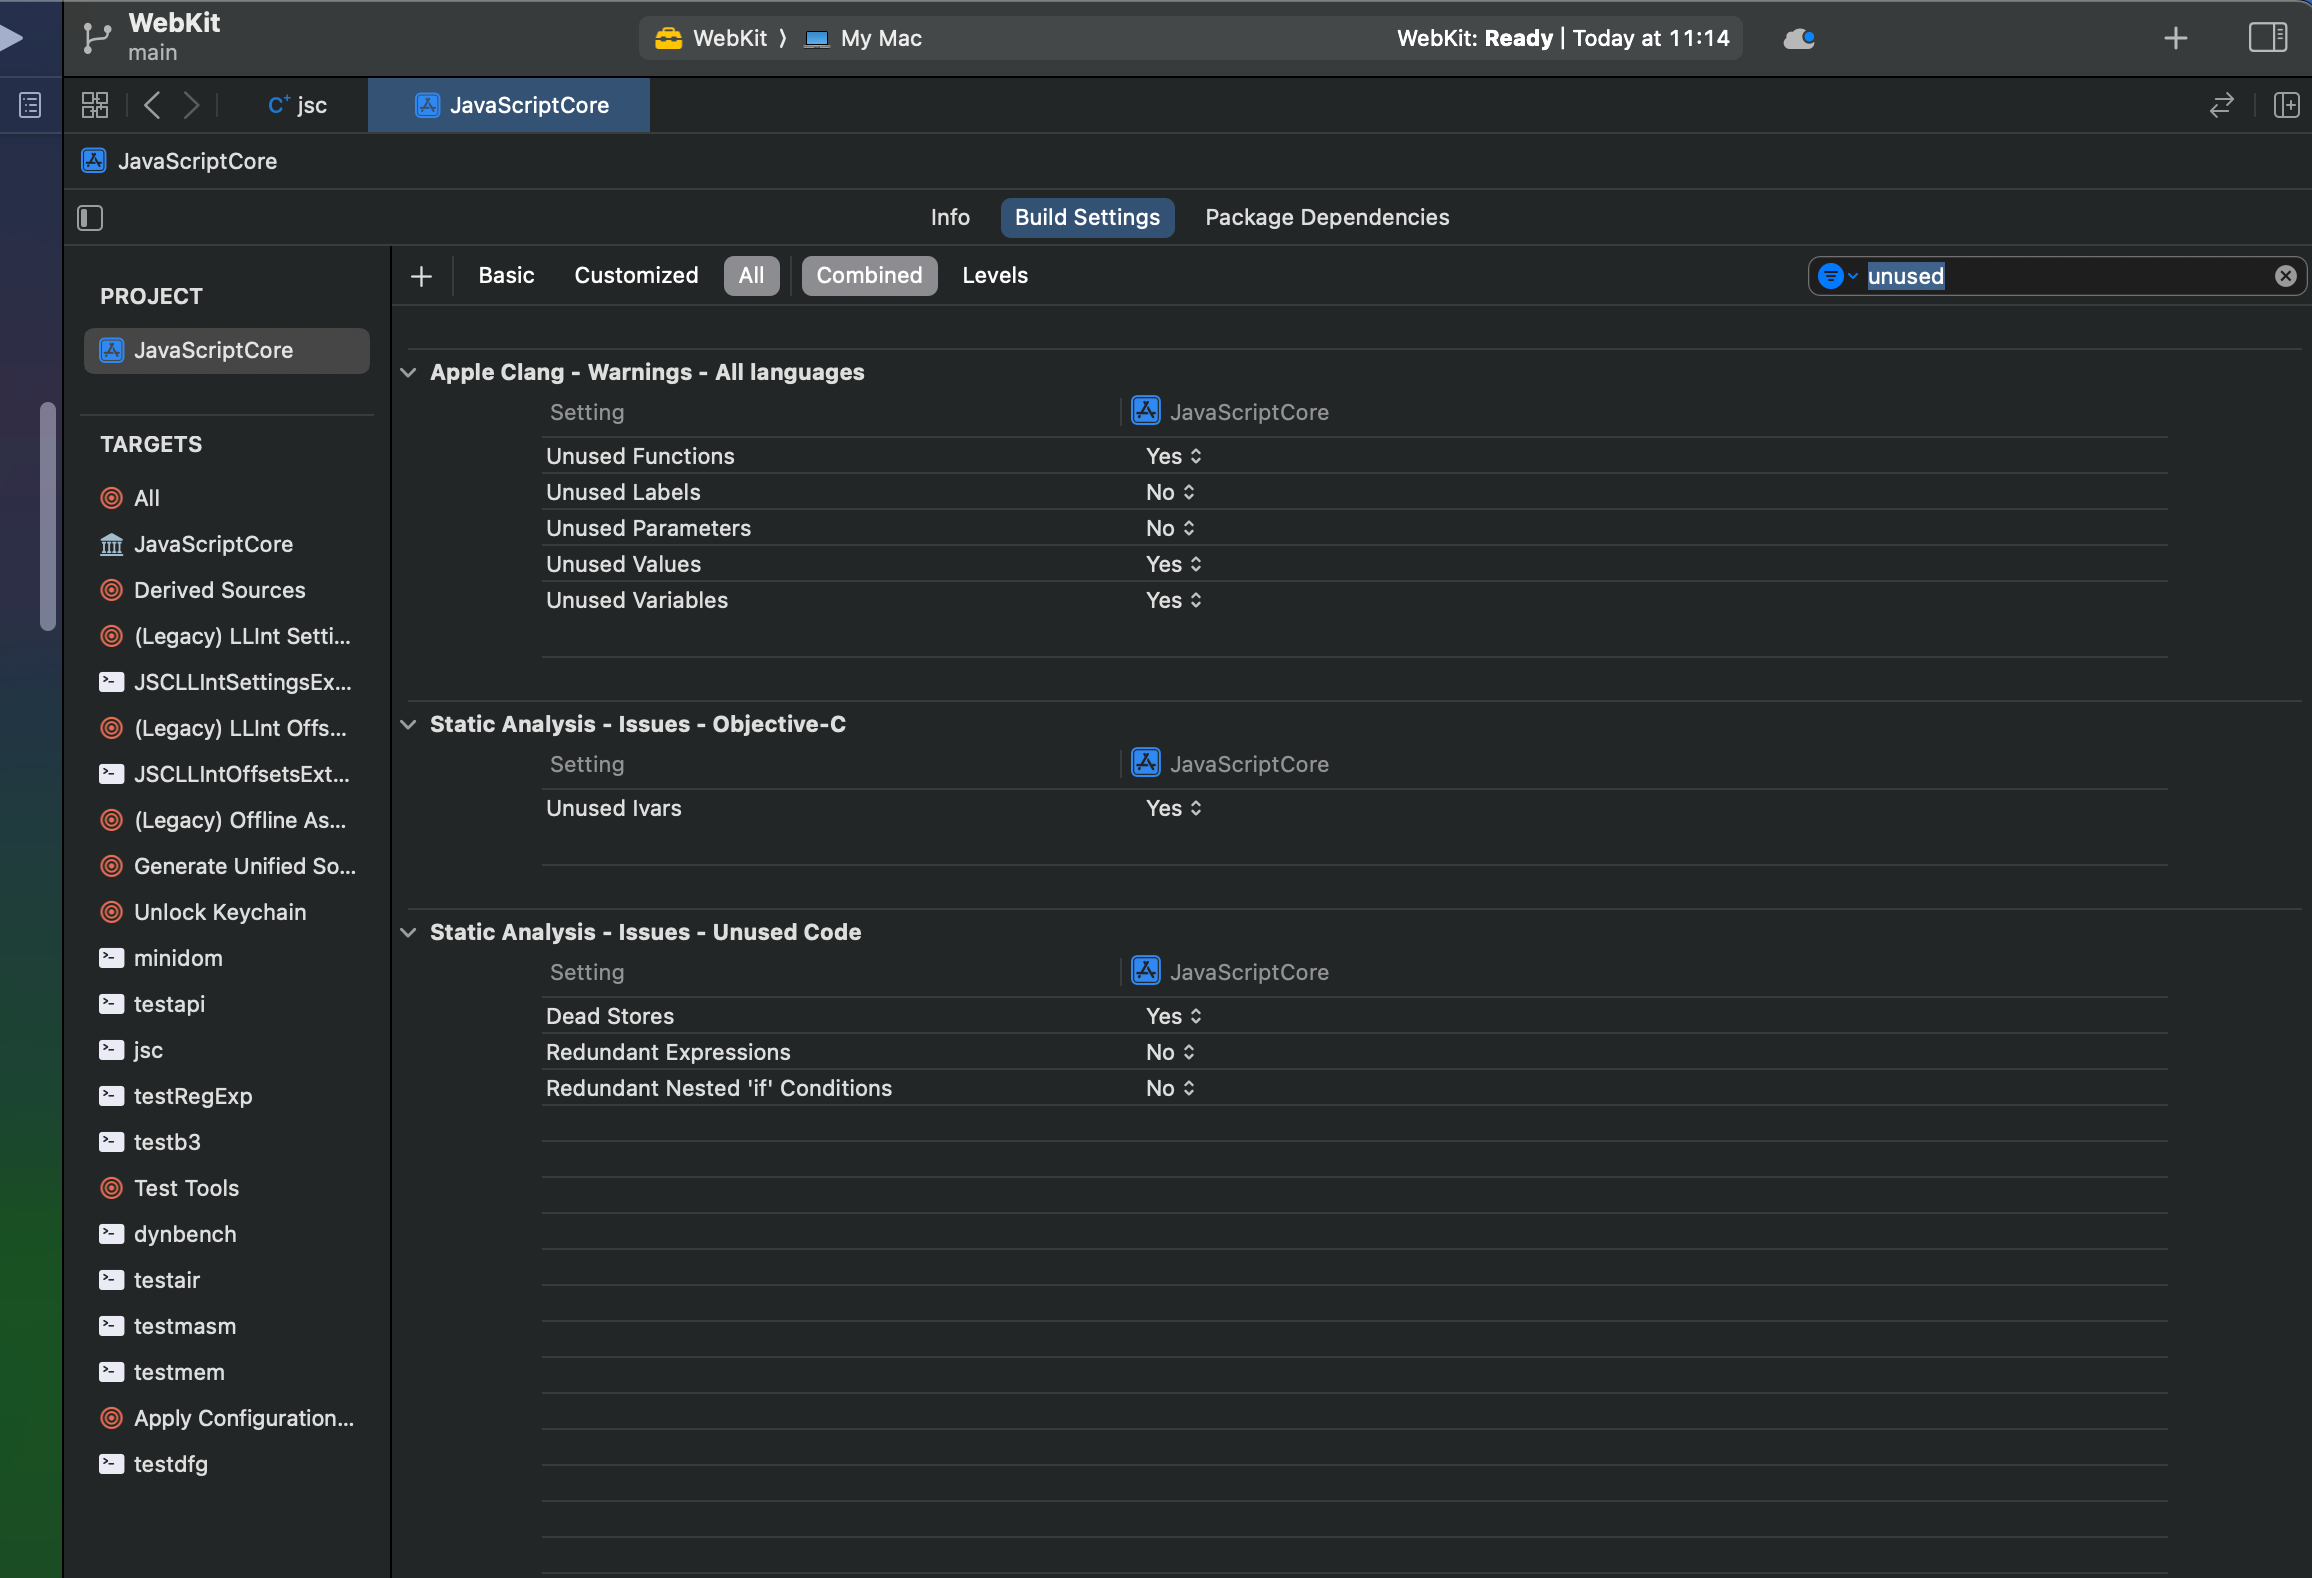 WebKit
main
WebKit 〉 My Mac
WebKit: Ready | Today at 11:14
jsc
JavaScriptCore
JavaScriptCore
Info
Build Settings
Package Dependencies
PROJECT
JavaScriptCore
TARGETS
All
JavaScriptCore
Derived Sources
(Legacy) LLInt Setti...
JSCLLIntSettingsEx...
(Legacy) LLInt Offs...
JSCLLIntOffsetsExt...
(Legacy) Offline As...
Generate Unified So...
Unlock Keychain
minidom
testapi
jsc
testRegExp
testb3
Test Tools
dynbench
testair
testmasm
testmem
Apply Configuration...
testdfg
Basic
Customized
All
Combined
Levels
unused
Apple Clang - Warnings - All languages
Setting JavaScriptCore
Unused Functions Yes
Unused Labels No
Unused Parameters No
Unused Values Yes
Unused Variables Yes
Static Analysis - Issues - Objective-C
Setting JavaScriptCore
Unused Ivars Yes
Static Analysis - Issues - Unused Code
Setting JavaScriptCore
Dead Stores Yes
Redundant Expressions No
Redundant Nested 'if' Conditions No